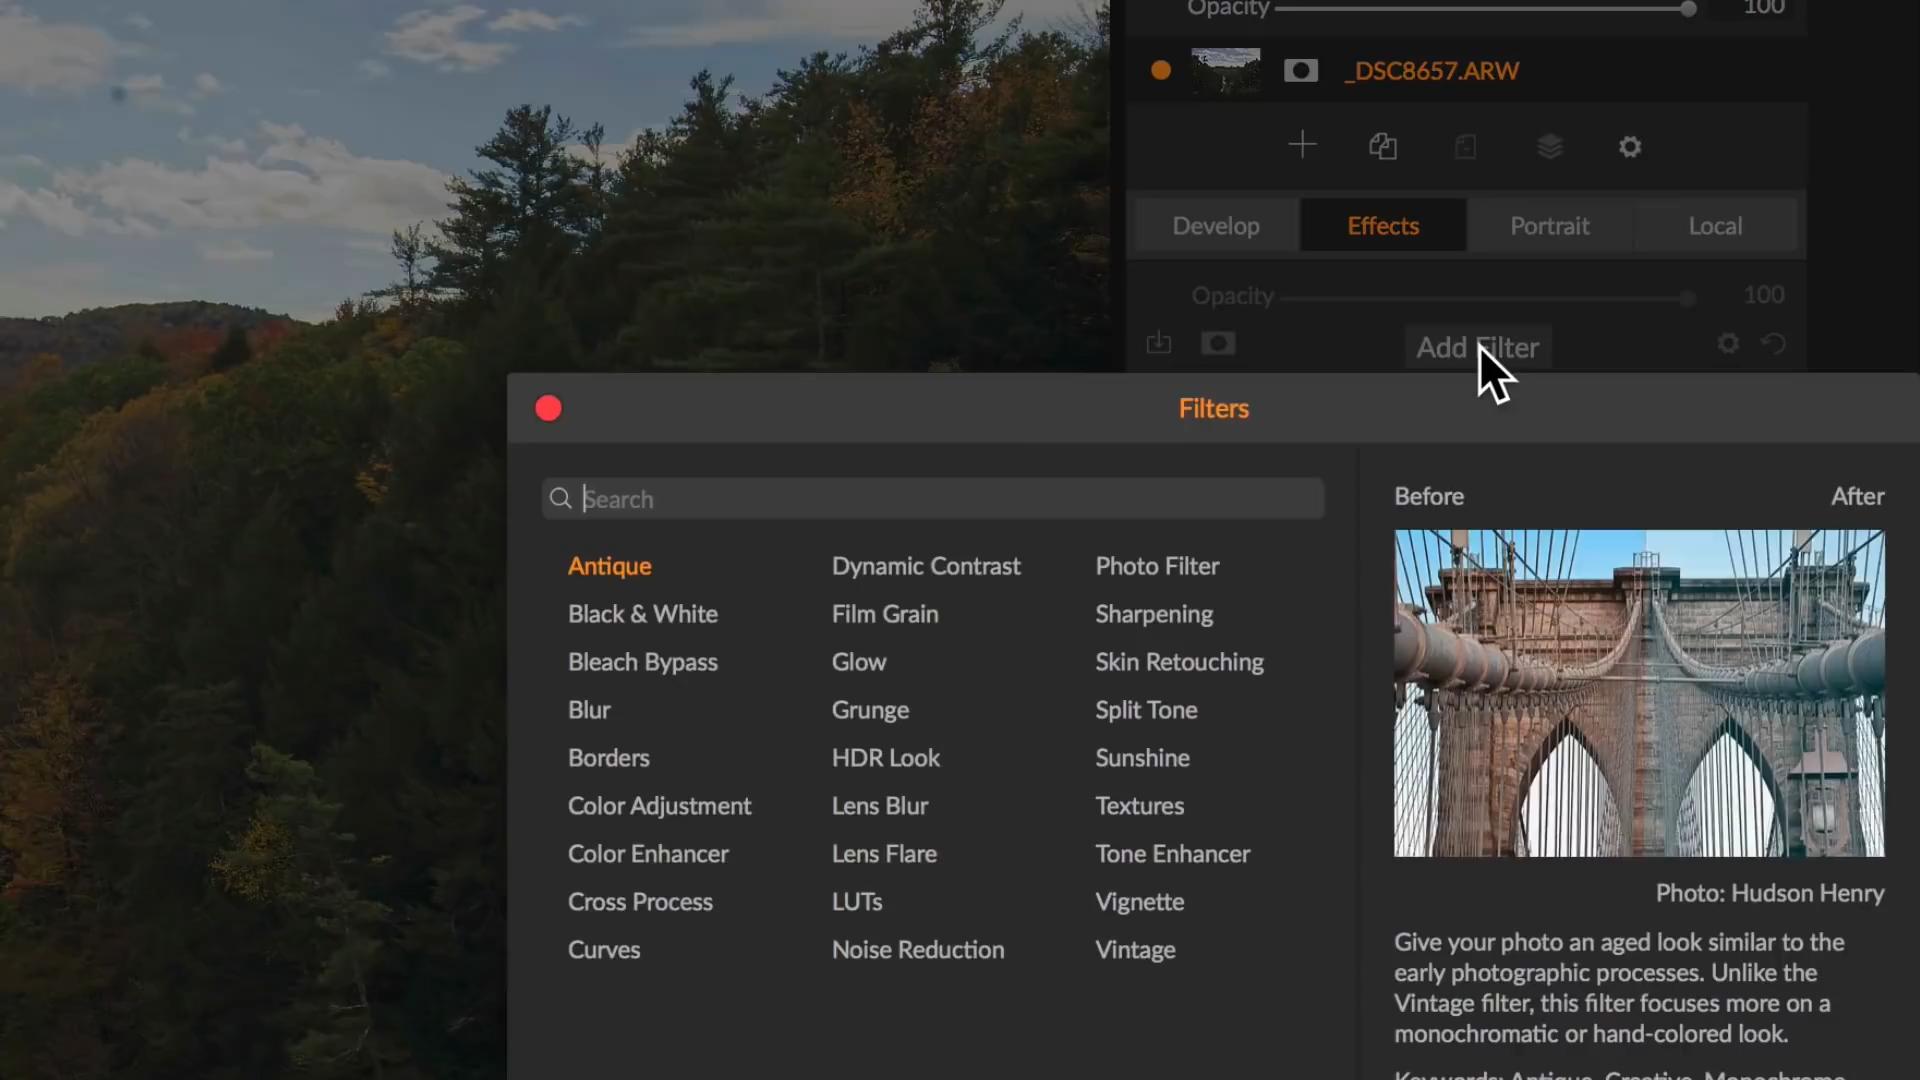 Opacity 100
_DSC8657.ARW
Develop Effects Portrait Local
Opacity 100
Add Filter
Filters
Search
Before After
Antique Dynamic Contrast Photo Filter
Black & White Film Grain Sharpening
Bleach Bypass Glow Skin Retouching
Blur Grunge Split Tone
Borders HDR Look Sunshine
Color Adjustment Lens Blur Textures
Color Enhancer Lens Flare Tone Enhancer
Cross Process LUTs Vignette
Curves Noise Reduction Vintage
Photo: Hudson Henry
Give your photo an aged look similar to the
early photographic processes. Unlike the
Vintage filter, this filter focuses more on a
monochromatic or hand-colored look.
Keywords: Antique, Creative, Monochrome